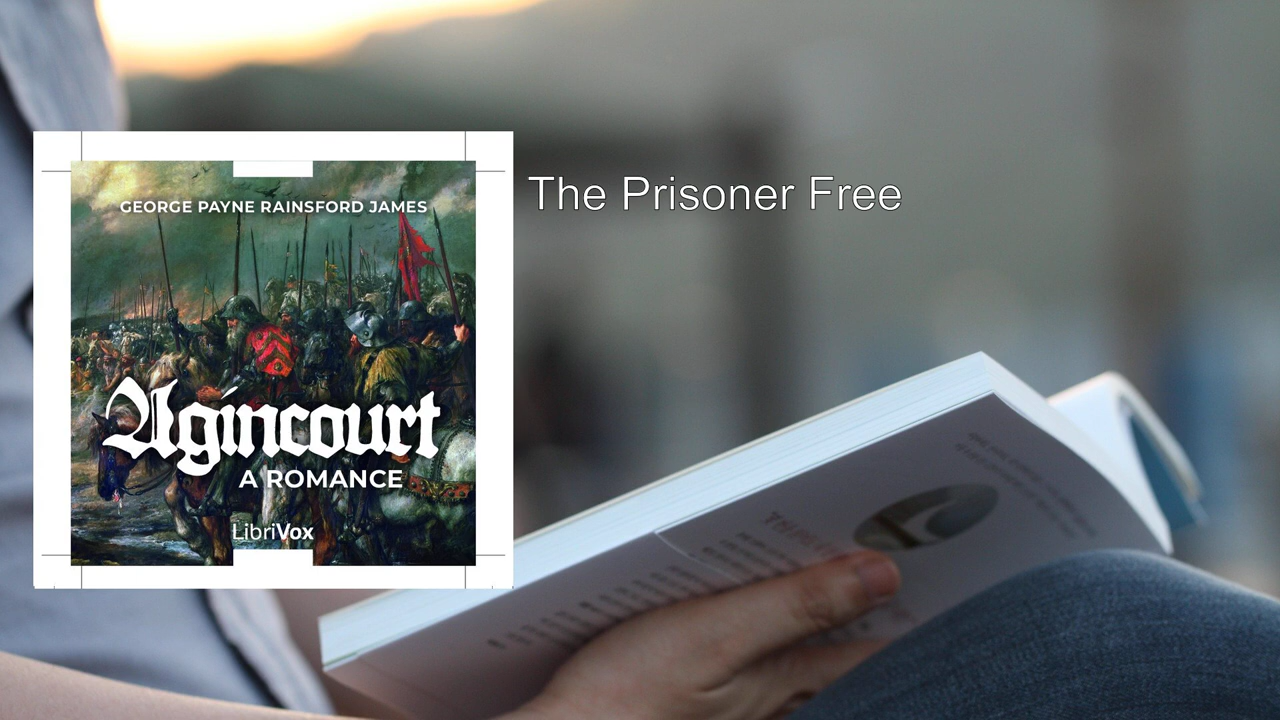 The Prisoner Free
GEORGE PAYNE RAINSFORD JAMES
Agincourt
A ROMANCE
LibriVox